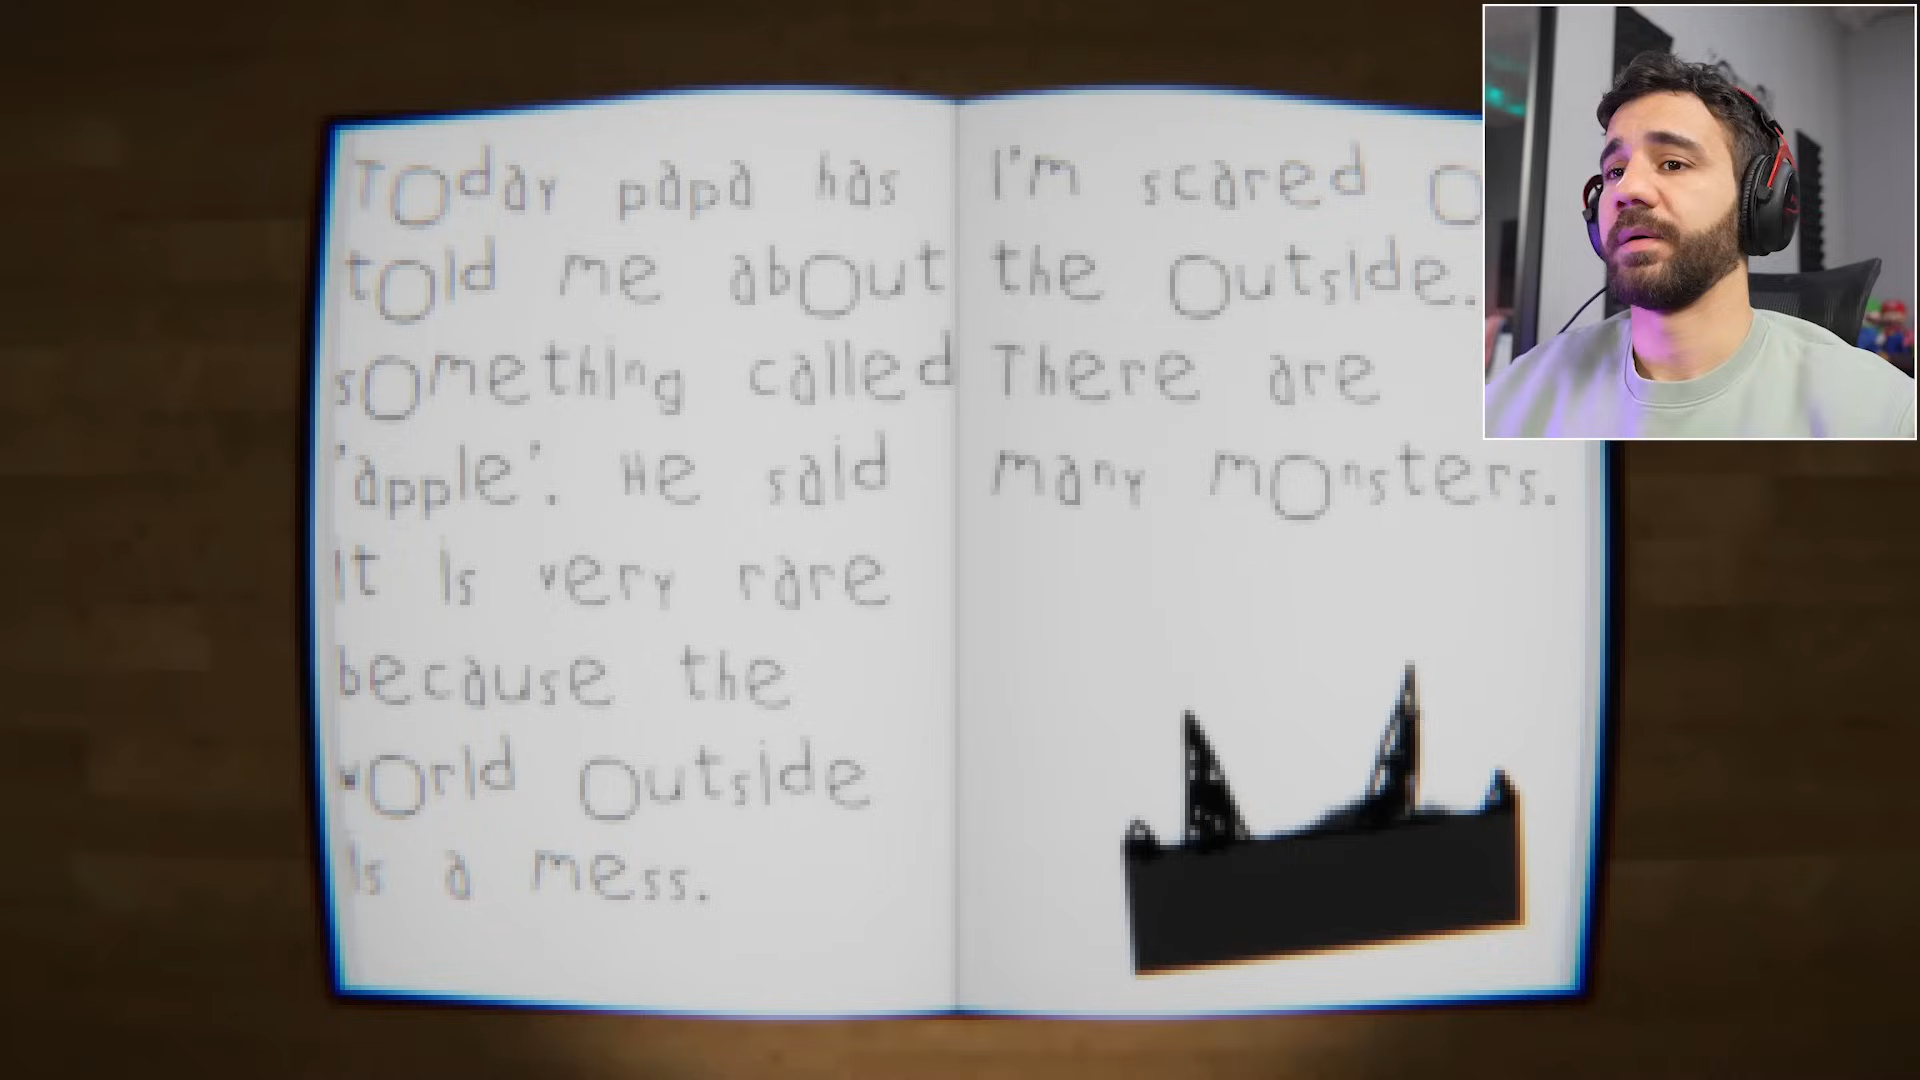 Today papa has
told me about
something called
'apple'. He said
It Is very rare
because the
world Outside
Is a mess.
I'm scared
the Outside.
There are
many monsters.